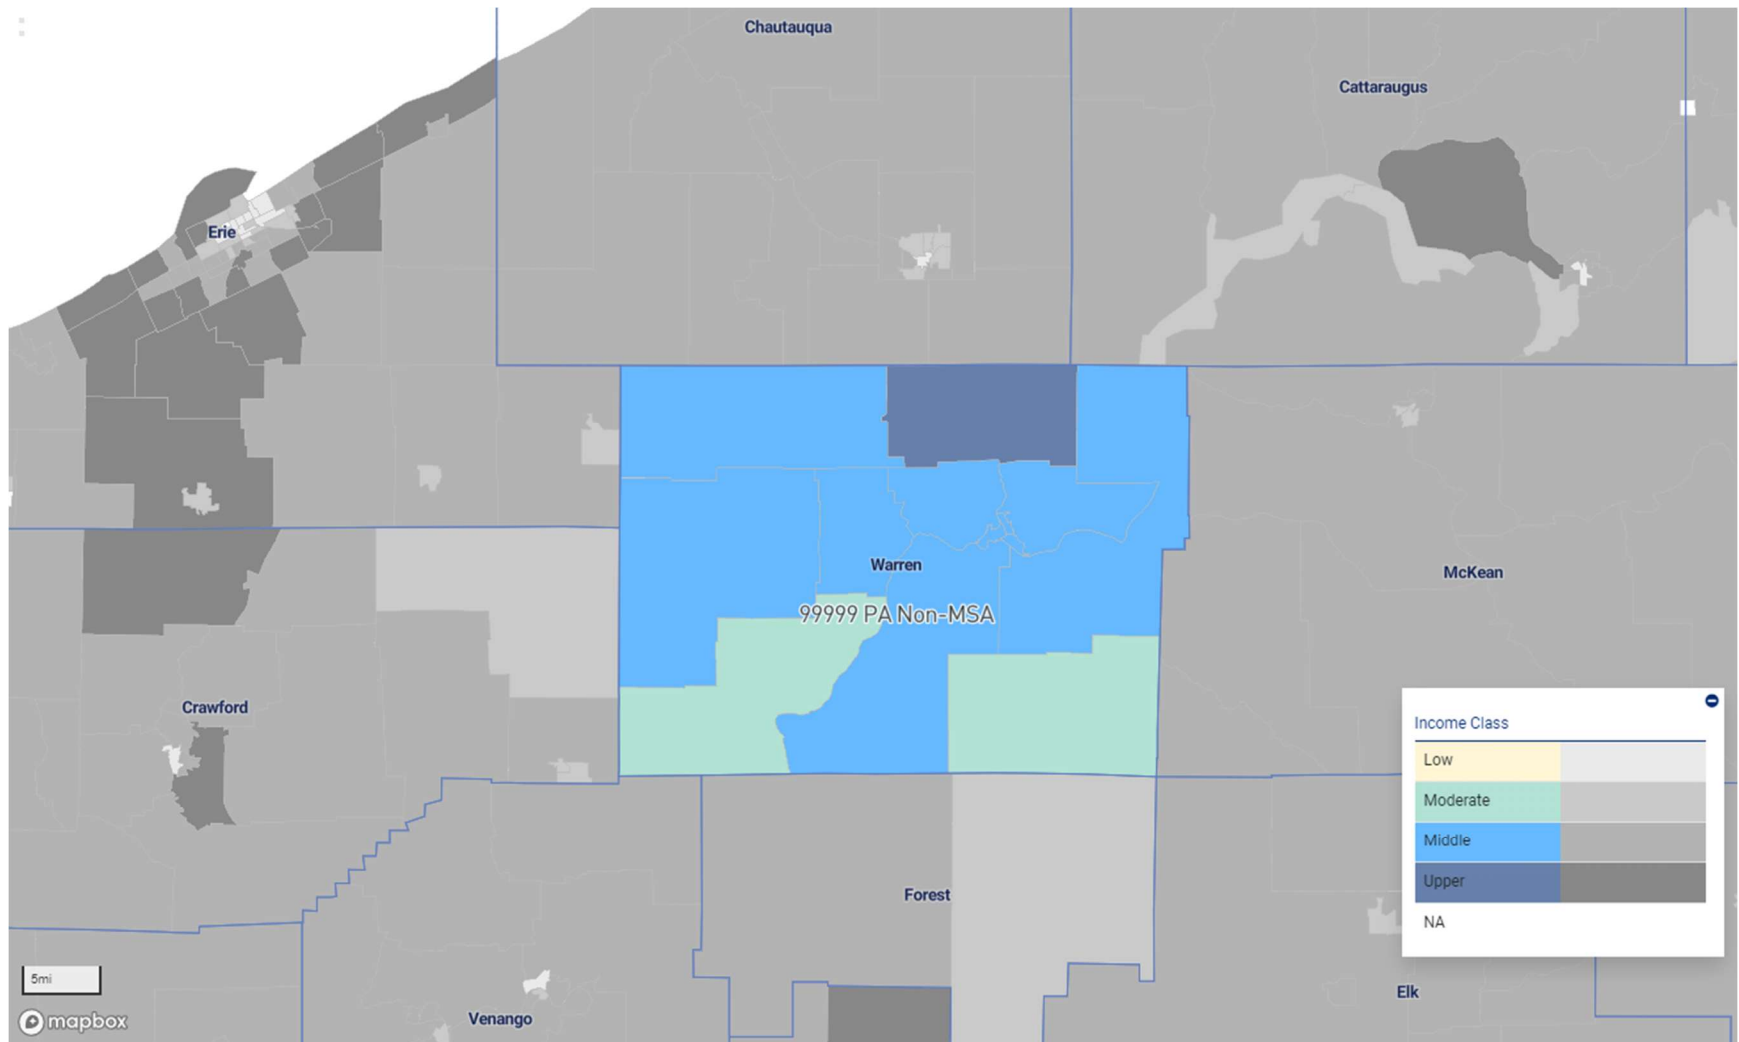 Chautauqua
Cattaraugus
Erie
Warren
99999 PA Non-MSA
McKean
Crawford
Income Class
Low
Moderate
Middle
Upper
NA
Forest
5mi
Elk
Venango
mapbox